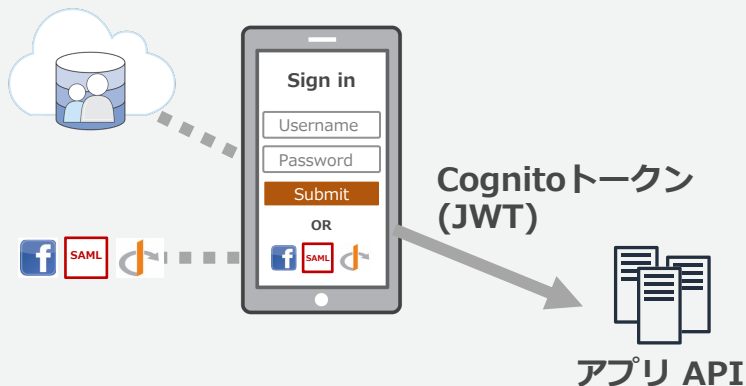 Sign in
Username
Password
Submit
OR
f SAML
f SAML
Cognitoトークン
(JWT)
アプリ API